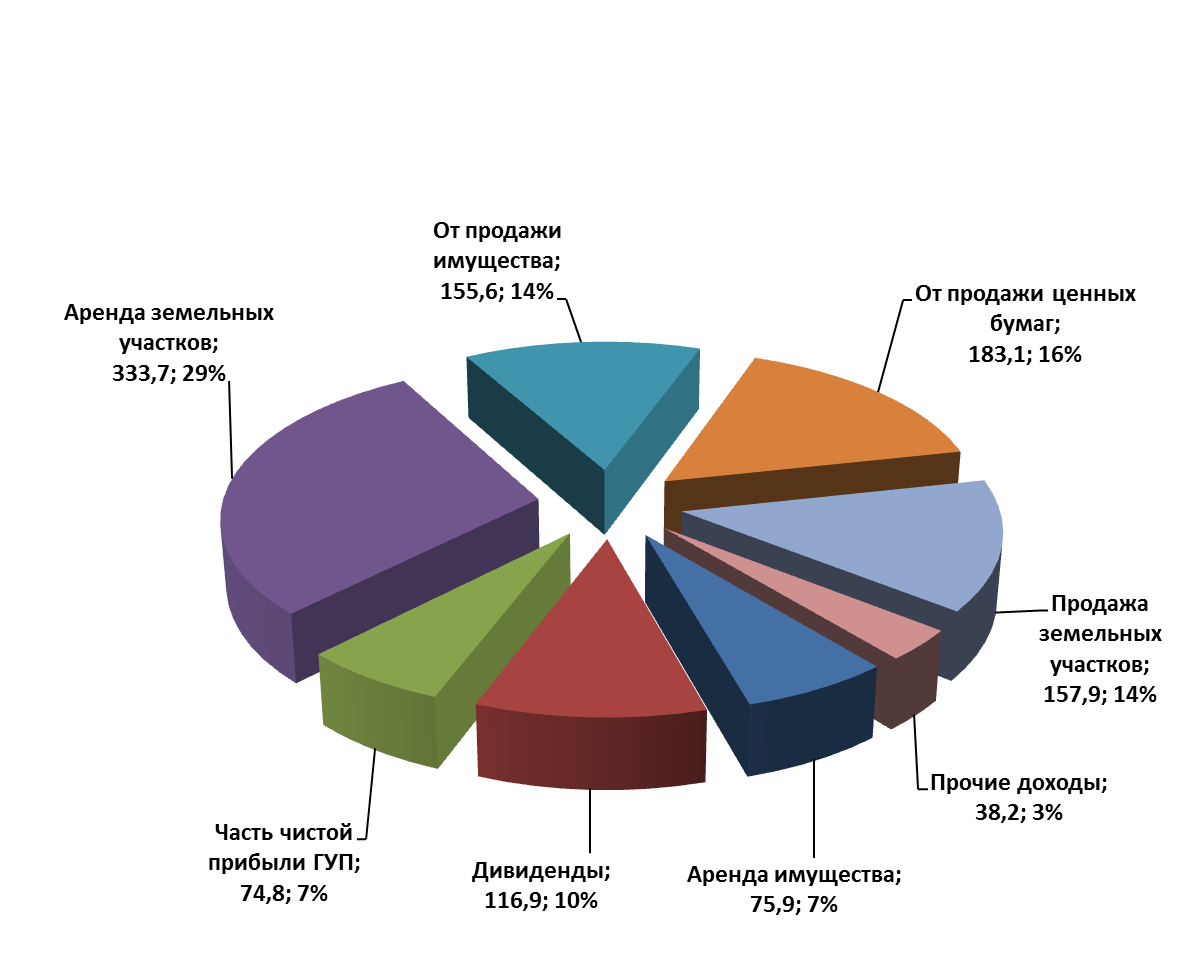 От продажи
имущества;
155,6; 14%
От продажи ценных
бумаг;
183,1; 16%
Аренда земельных
участков;
333,7; 29%
Продажа
земельных
участков;
157,9; 14%
Прочие доходы;
38,2; 3%
Часть чистой
прибыли ГУП;
74,8; 7%
Дивиденды;
116,9; 10%
Аренда имущества;
75,9; 7%